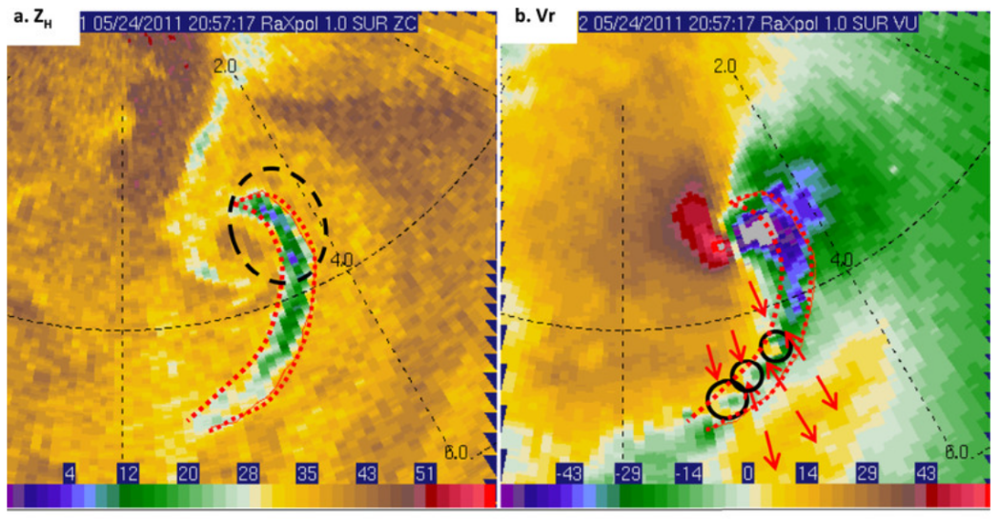 a. ZH
1 05/24/2011 20:57:17 RaXpol 1.0 SUR ZC
2.0
4.0
6.0
4 12 20 28 35 43 51
b. Vr
2 05/24/2011 20:57:17 RaXpol 1.0 SUR VU
2.0
4.0
6.0
-43 -29 -14 0 14 29 43